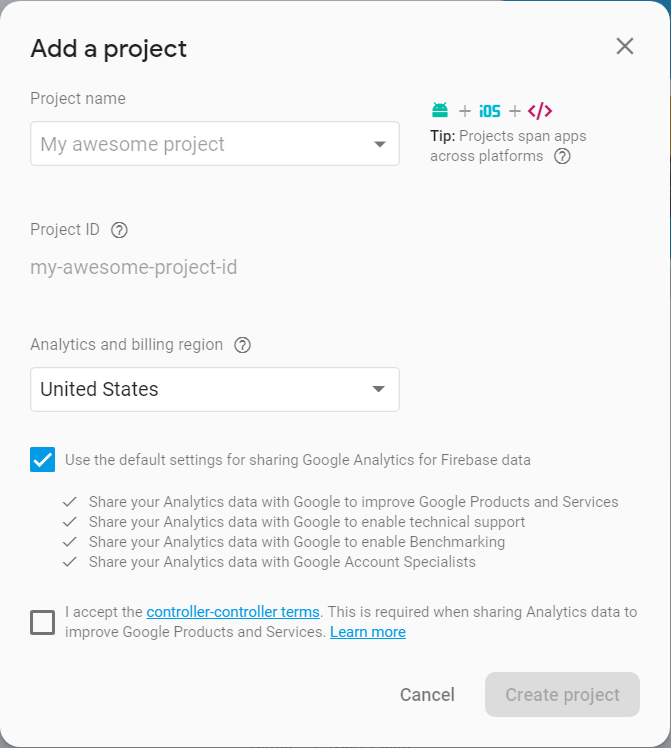 Add a project
Project name
My awesome project
+ iOS + </>
Tip: Projects span apps
across platforms ?
Project ID ?
my-awesome-project-id
Analytics and billing region ?
United States
Use the default settings for sharing Google Analytics for Firebase data
Share your Analytics data with Google to improve Google Products and Services
Share your Analytics data with Google to enable technical support
Share your Analytics data with Google to enable Benchmarking
Share your Analytics data with Google Account Specialists
I accept the controller-controller terms. This is required when sharing Analytics data to
improve Google Products and Services. Learn more
Cancel
Create project